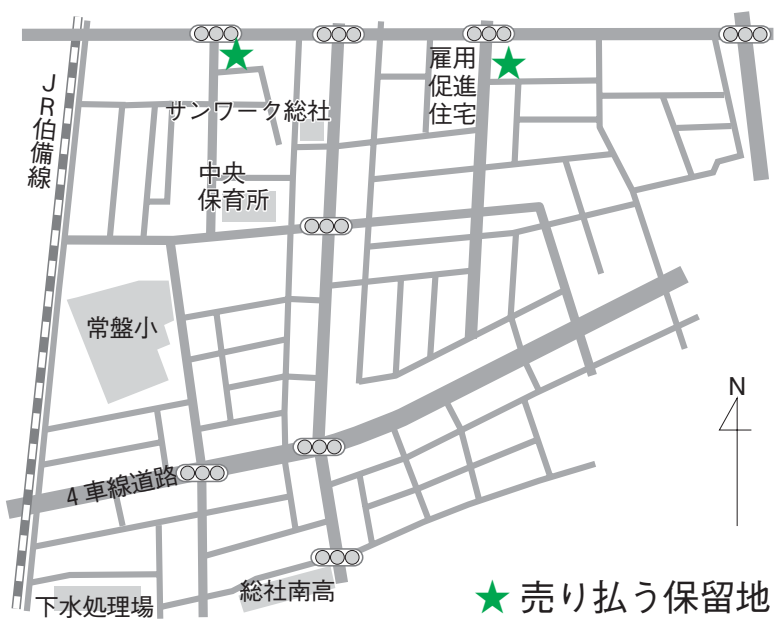 雇用
促進
住宅
JR伯備線
サンワーク総社
中央
保育所
常盤小
N
4車線道路
総社南高
下水処理場
★売り払う保留地